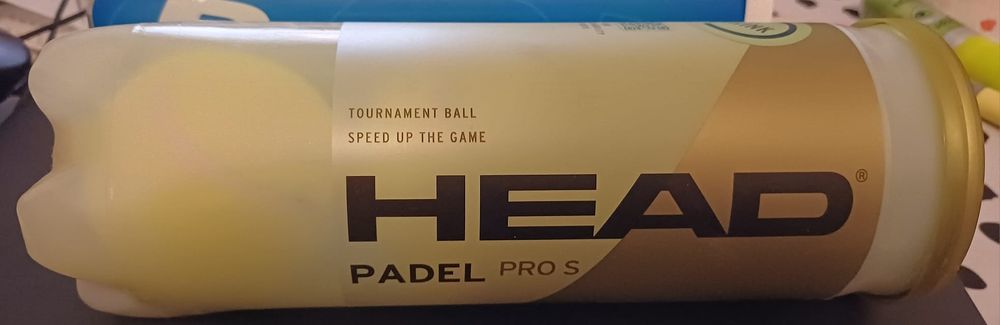 TOURNAMENT BALL
SPEED UP THE GAME
HEAD®
PADEL PRO S